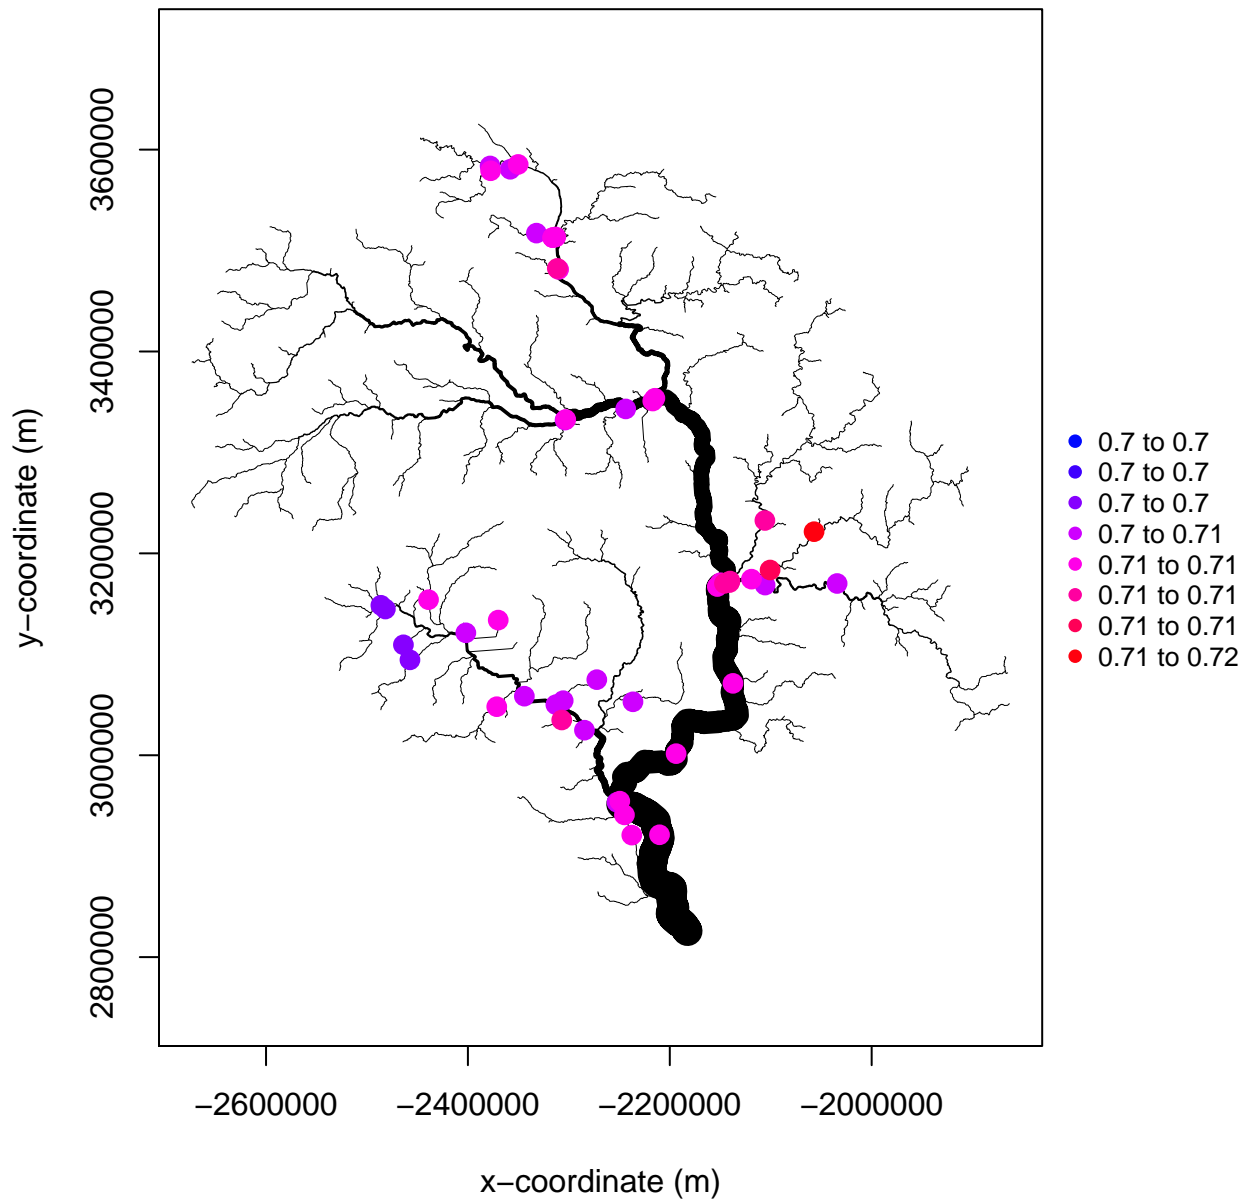 y−coordinate (m)
3600000
3400000
3200000
3000000
2800000
−2600000
−2400000
−2200000
−2000000
x−coordinate (m)
0.7 to 0.7
0.7 to 0.7
0.7 to 0.7
0.7 to 0.71
0.71 to 0.71
0.71 to 0.71
0.71 to 0.71
0.71 to 0.72